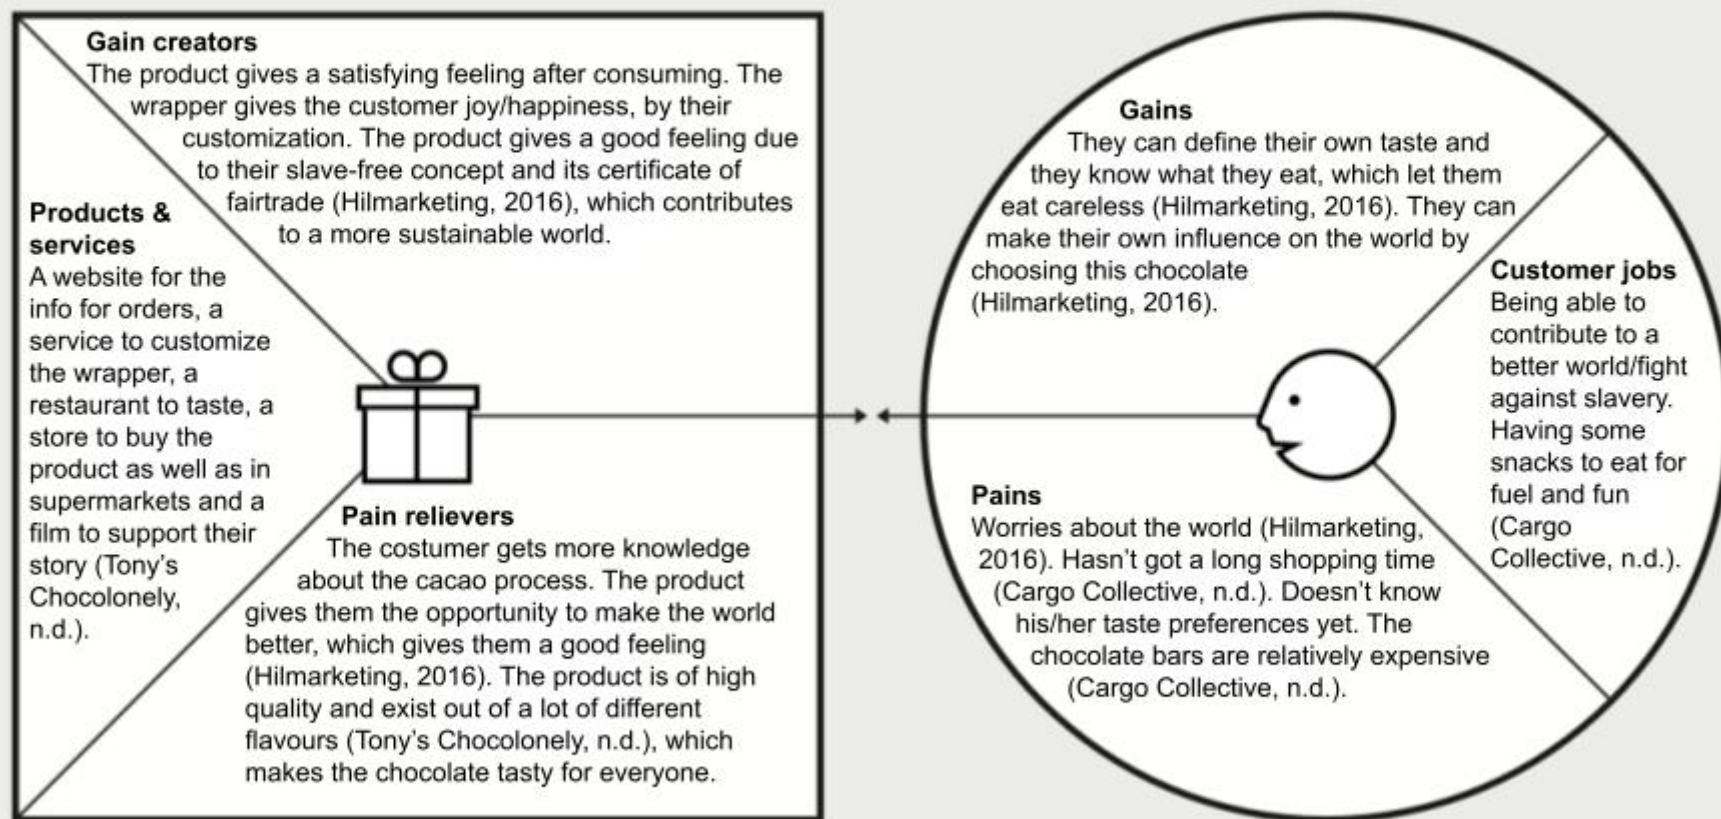 Gain creators
The product gives a satisfying feeling after consuming. The
wrapper gives the customer joy/happiness, by their
customization. The product gives a good feeling due
to their slave-free concept and its certificate of
fairtrade (Hilmarketing, 2016), which contributes
to a more sustainable world.
Products &
services
A website for the
info for orders, a
service to customize
the wrapper, a
restaurant to taste, a
store to buy the
product as well as in
supermarkets and a
film to support their
story (Tony's
Chocolonely,
n.d.).
Pain relievers
The costumer gets more knowledge
about the cacao process. The product
gives them the opportunity to make the world
better, which gives them a good feeling
(Hilmarketing, 2016). The product is of high
quality and exist out of a lot of different
flavours (Tony's Chocolonely, n.d.), which
makes the chocolate tasty for everyone.
Gains
They can define their own taste and
they know what they eat, which let them
eat careless (Hilmarketing, 2016). They can
make their own influence on the world by
choosing this chocolate
(Hilmarketing, 2016).
Customer jobs
Being able to
contribute to a
better world/fight
against slavery.
Having some
snacks to eat for
fuel and fun
(Cargo
Collective, n.d.).
Pains
Worries about the world (Hilmarketing,
2016). Hasn't got a long shopping time
(Cargo Collective, n.d.). Doesn't know
his/her taste preferences yet. The
chocolate bars are relatively expensive
(Cargo Collective, n.d.).